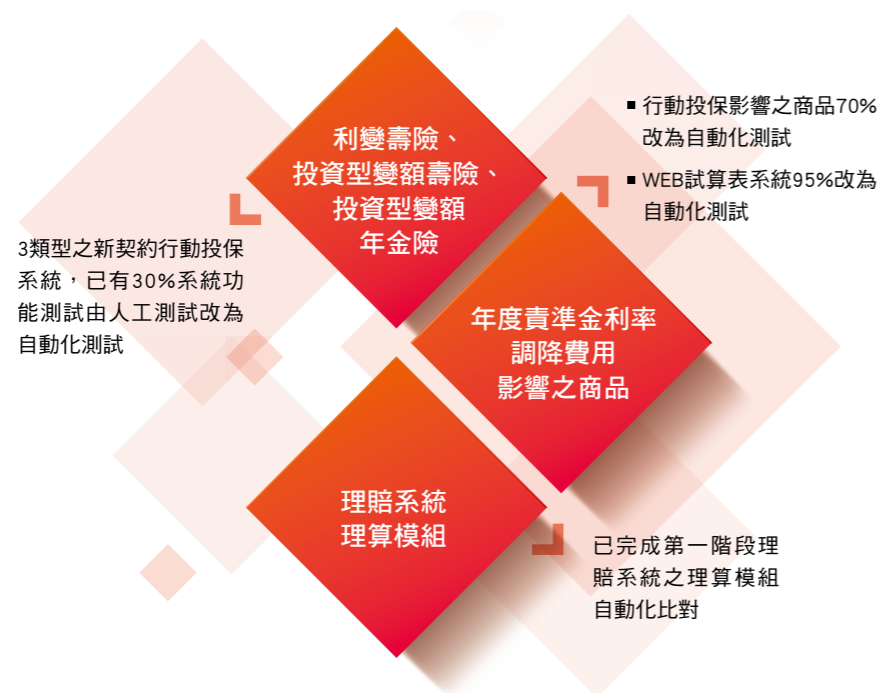 利變壽險、
投資型變額壽險、
投資型變額
年金險
3類型之新契約行動投保
系統，已有30%系統功
能測試由人工測試改為
自動化測試
▪ 行動投保影響之商品70%
改為自動化測試
▪ WEB試算表系統95%改為
自動化測試
年度責準金利率
調降費用
影響之商品
理賠系統
理算模組
已完成第一階段理
賠系統之理算模組
自動化比對